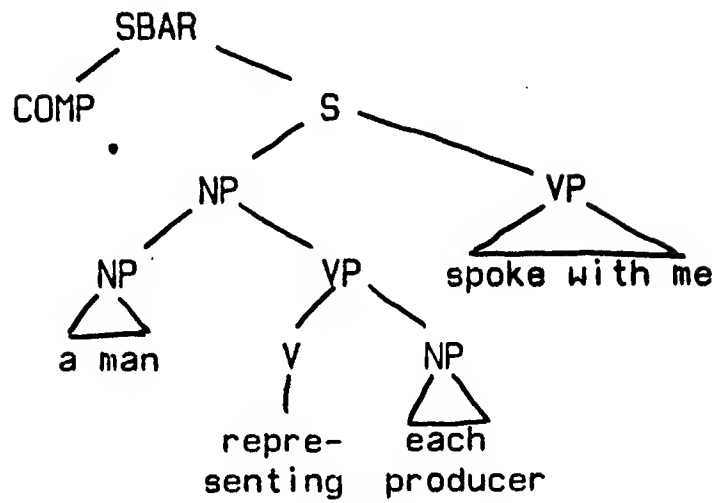 SBAR
COMP S
NP VP
NP VP spoke with me
a man V NP
repre- each
senting producer